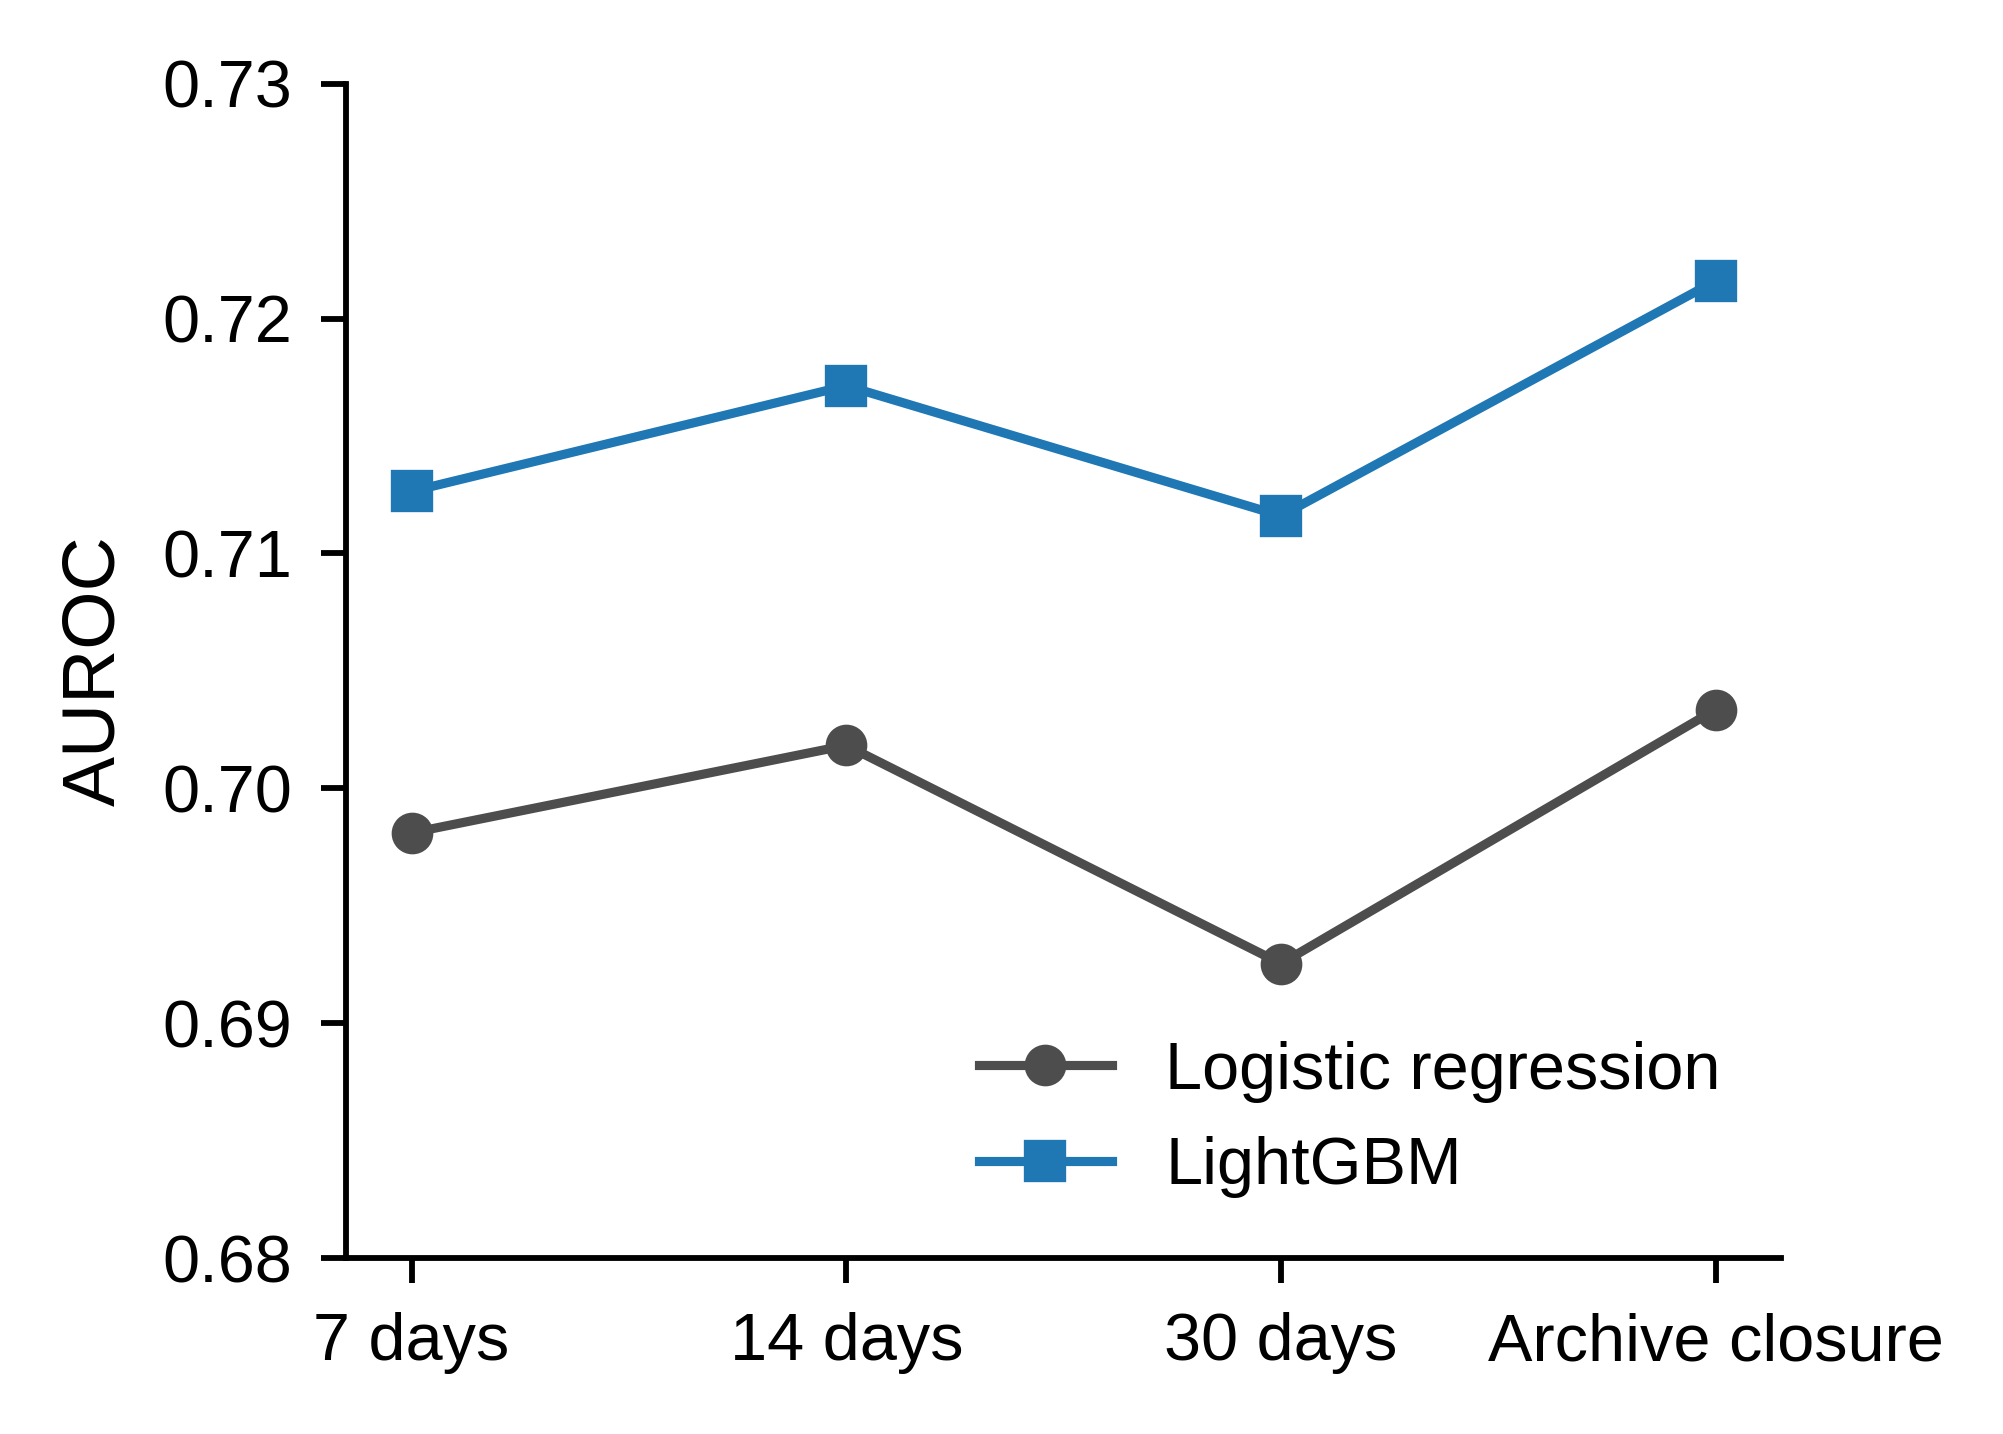 0.73
0.72
0.71
0.70
0.69
0.68
AUROC
Logistic regression
LightGBM
7 days
14 days
30 days
Archive closure